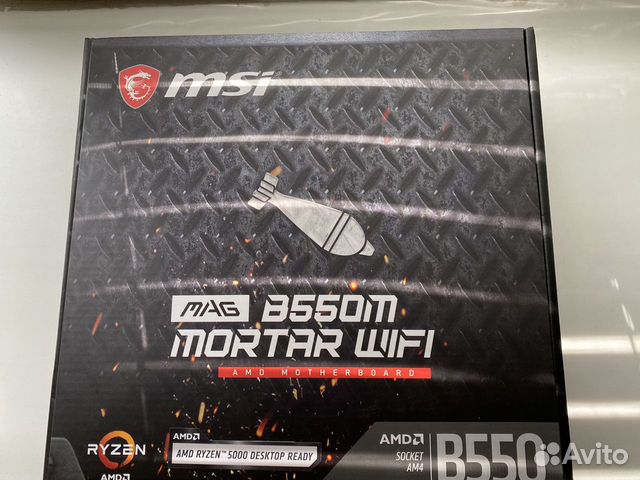 msi
MAG B550M
MORTAR WIFI
AMD MOTHERBOARD
RYZEN
AMD
AMD
AMD RYZEN™ 5000 DESKTOP READY
AMD
SOCKET
AM4
B550
Avito